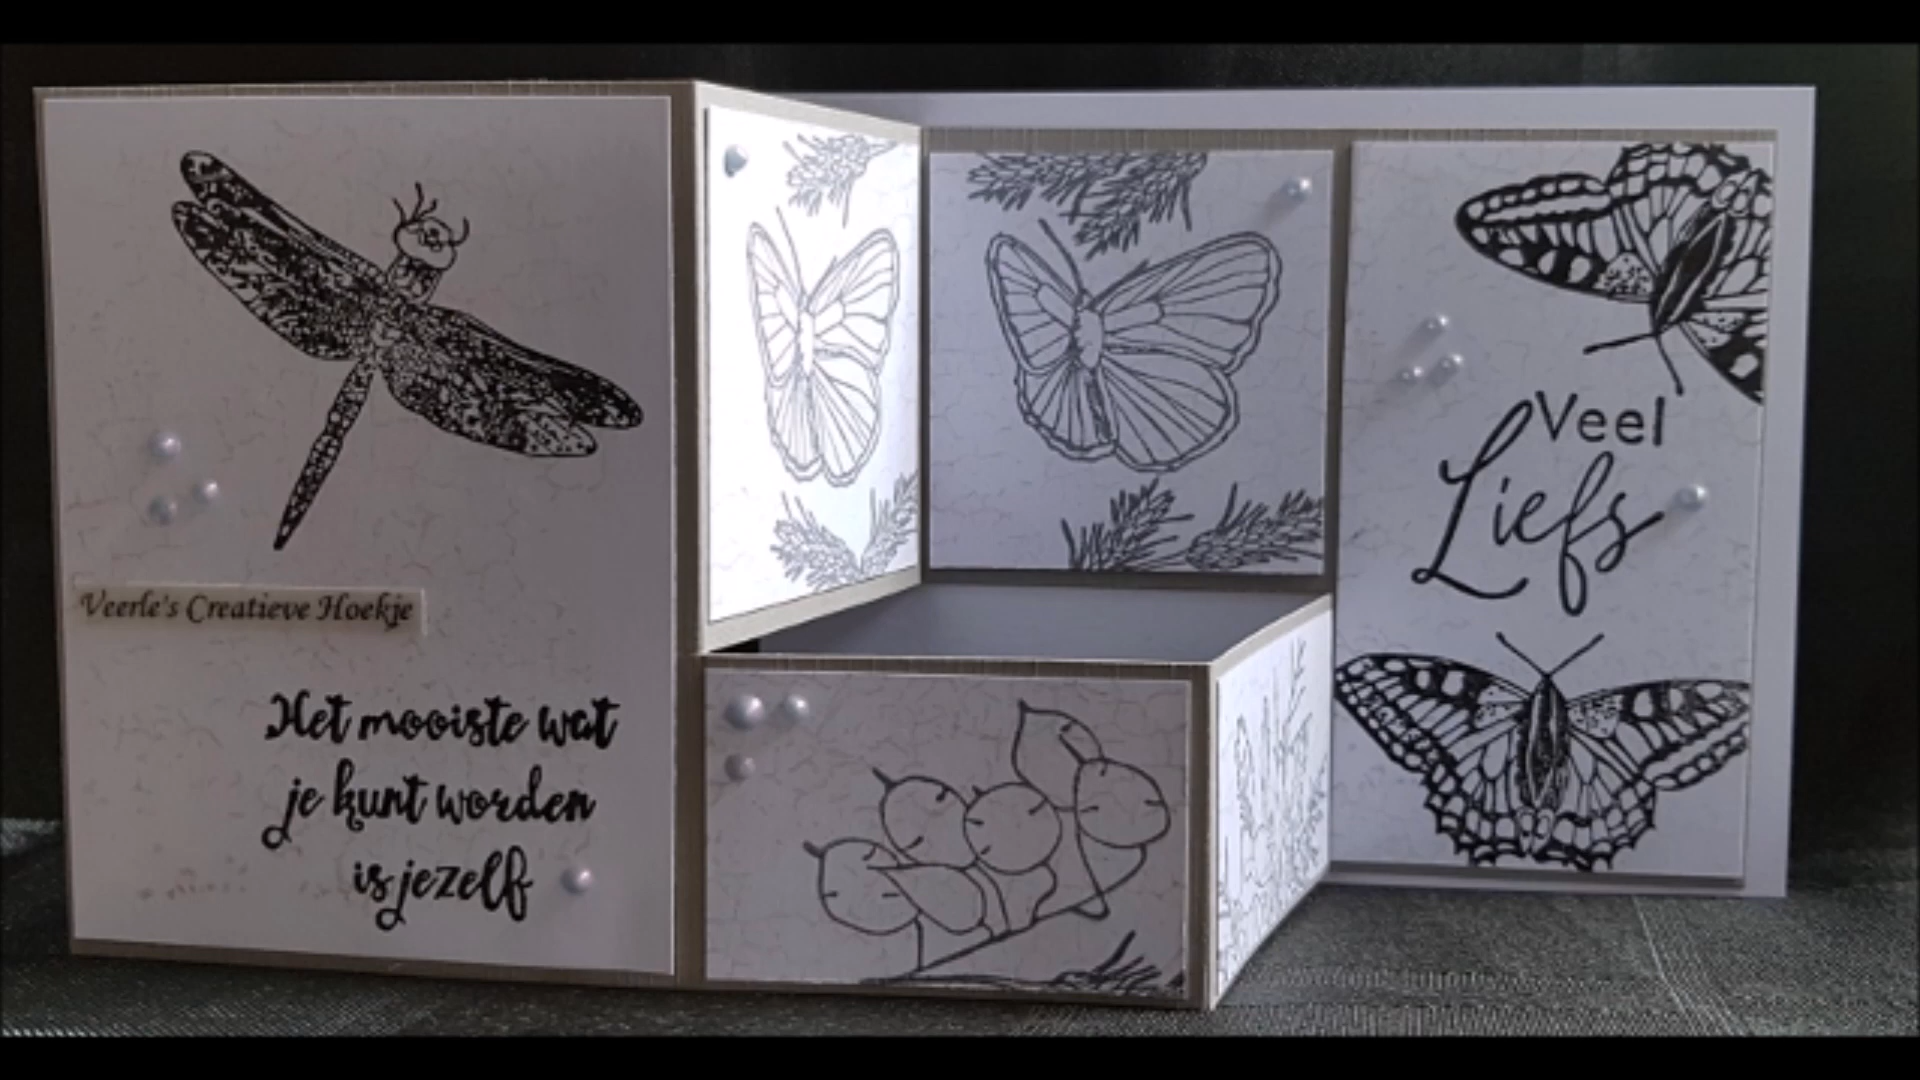 Veerle's Creatieve Hoekje
Het mooiste wat
je kunt worden
is jezelf
Veel
Liefs